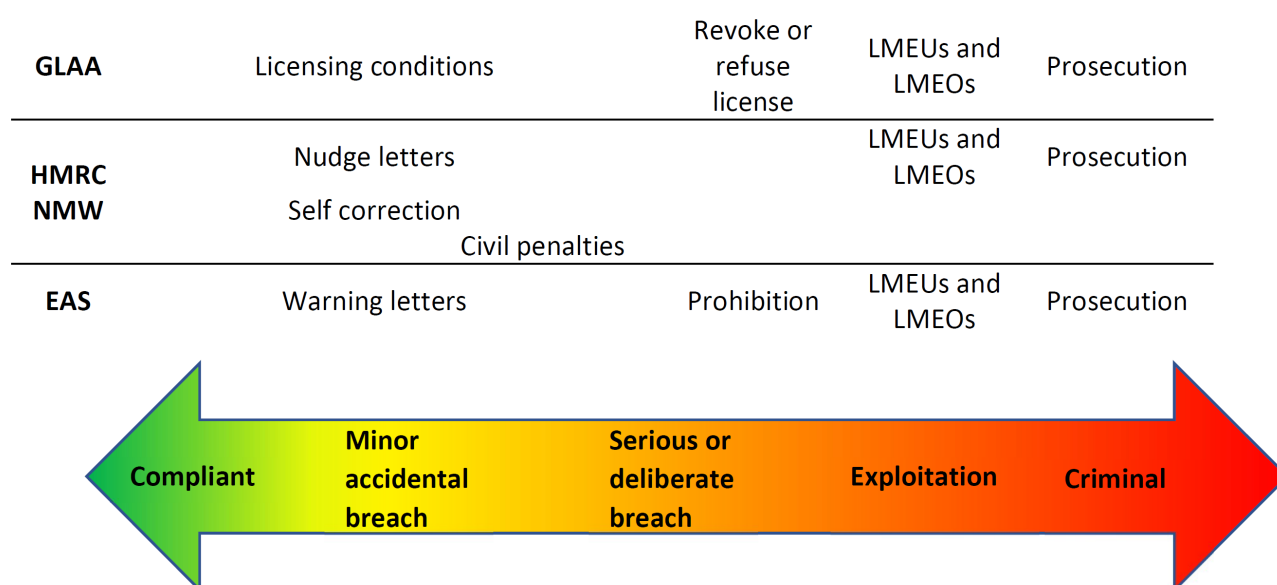 GLAA
Licensing conditions
Revoke or
refuse
license
LMEUs and
LMEOs
Prosecution
HMRC
NMW
Nudge letters
Self correction
Civil penalties
LMEUs and
LMEOs
Prosecution
EAS
Warning letters
Prohibition
LMEUs and
LMEOs
Prosecution
Compliant
Minor
accidental
breach
Serious or
deliberate
breach
Exploitation
Criminal